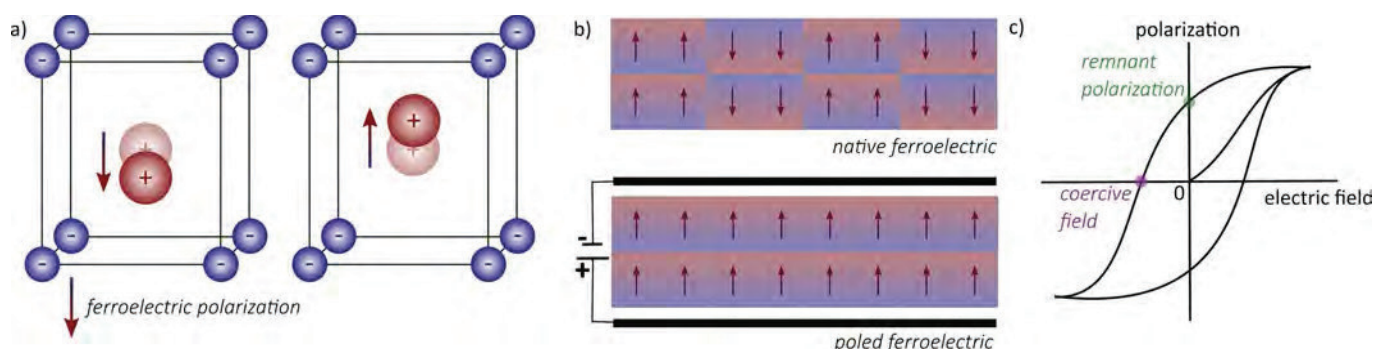 a)
-
-
-
-
+
+
-
-
-
-
ferroelectric polarization
-
-
-
-
+
+
-
-
-
-
b)
native ferroelectric
-
+
poled ferroelectric
c)
polarization
remnant
polarization
0
coercive
field
electric field